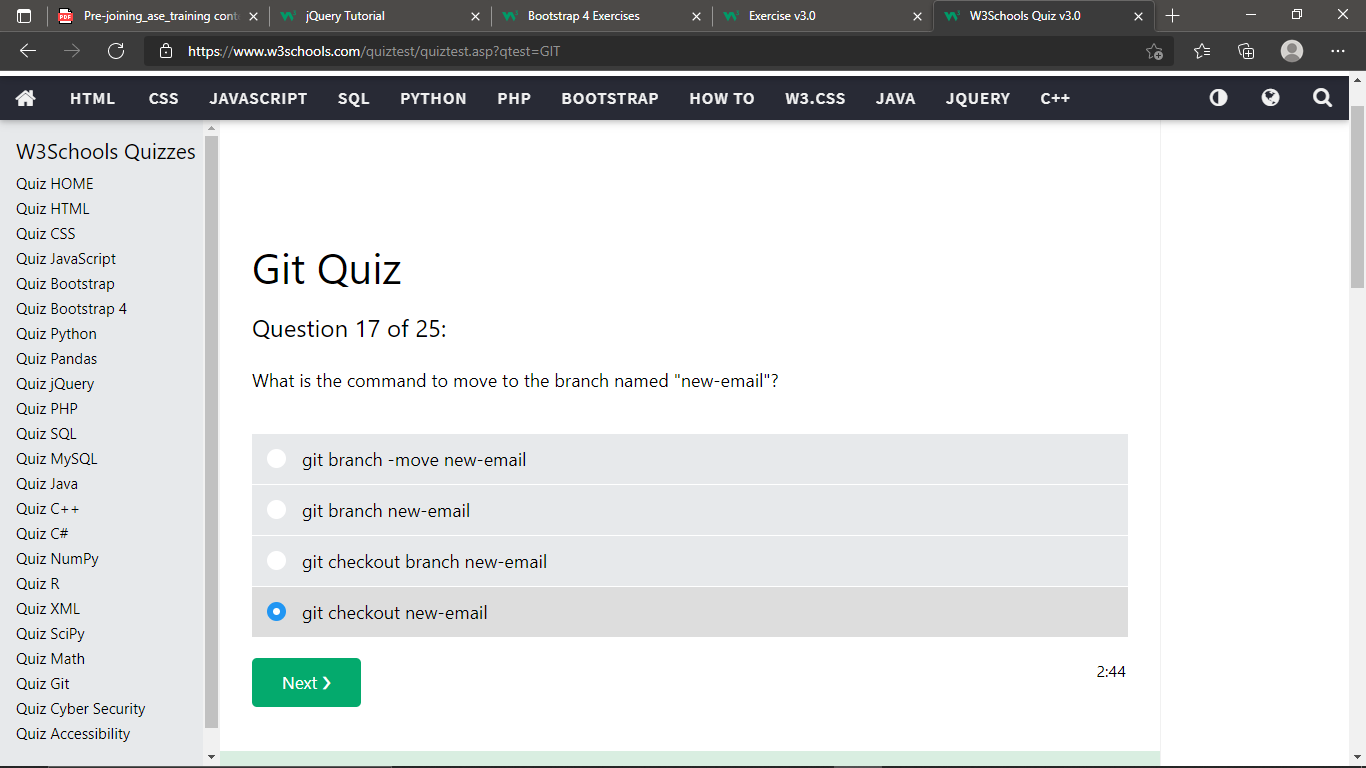 Pre-joining_ase_training cont
jQuery Tutorial
Bootstrap 4 Exercises
Exercise v3.0
W3Schools Quiz v3.0
https://www.w3schools.com/quiztest/quiztest.asp?qtest=GIT
HTML CSS JAVASCRIPT SQL PYTHON PHP BOOTSTRAP HOW TO W3.CSS JAVA JQUERY C++
W3Schools Quizzes
Quiz HOME
Quiz HTML
Quiz CSS
Quiz JavaScript
Quiz Bootstrap
Quiz Bootstrap 4
Quiz Python
Quiz Pandas
Quiz jQuery
Quiz PHP
Quiz SQL
Quiz MySQL
Quiz Java
Quiz C++
Quiz C#
Quiz NumPy
Quiz R
Quiz XML
Quiz SciPy
Quiz Math
Quiz Git
Quiz Cyber Security
Quiz Accessibility
Git Quiz
Question 17 of 25:
What is the command to move to the branch named "new-email"?
git branch -move new-email
git branch new-email
git checkout branch new-email
git checkout new-email
Next ❯
2:44